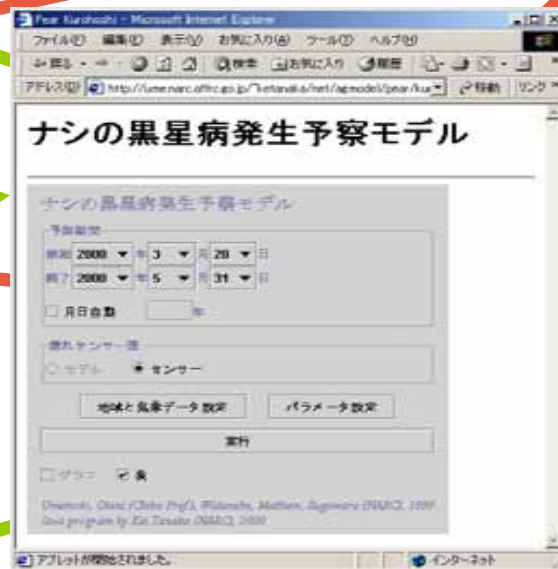 Pear Kurohoshi - Microsoft Internet Explorer
ファイル(F) 編集(E) 表示(V) お気に入り(A) ツール(T) ヘルプ(H)
戻る 検索 お気に入り 履歴
アドレス(D) 移動 リンク
ナシの黒星病発生予察モデル
ナシの黒星病発生予察モデル
予察期間
開始 2000 年 3 月 20 日
終了 2000 年 5 月 31 日
月日自動 年
濡れセンサー値
モデル センサー
地域と気象データ設定 パラメータ設定
実行
グラフ 表
Umemoto, Otani (Chiba Pref.), Watanabe, Matthew, Sugawara (NARC), 1999
Java program by Kei Tanaka (NARC), 2000
アプレットが開始されました。 インターネット